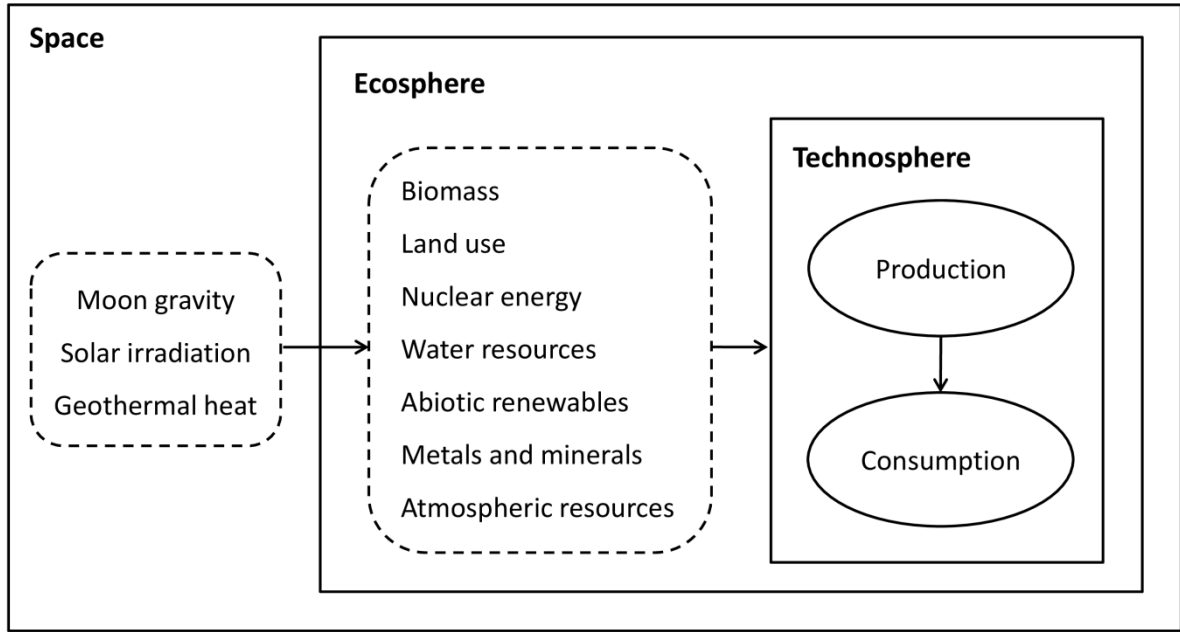 Space
Moon gravity
Solar irradiation
Geothermal heat
Ecosphere
Biomass
Land use
Nuclear energy
Water resources
Abiotic renewables
Metals and minerals
Atmospheric resources
Technosphere
Production
Consumption